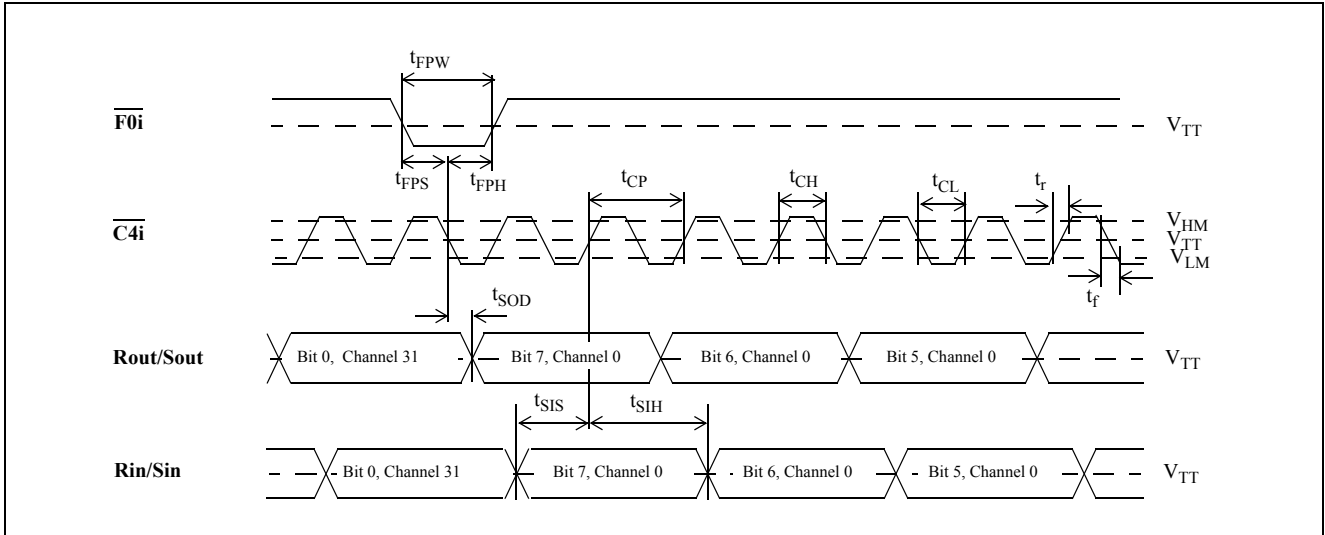 tFPW
F0i
VTT
tFPS
tFPH
tCP
tCH
tCL
tr
C4i
VHM
VTT
VLM
tf
tSOD
Rout/Sout
Bit 0, Channel 31
Bit 7, Channel 0
Bit 6, Channel 0
Bit 5, Channel 0
VTT
tSIS
tSIH
Rin/Sin
Bit 0, Channel 31
Bit 7, Channel 0
Bit 6, Channel 0
Bit 5, Channel 0
VTT